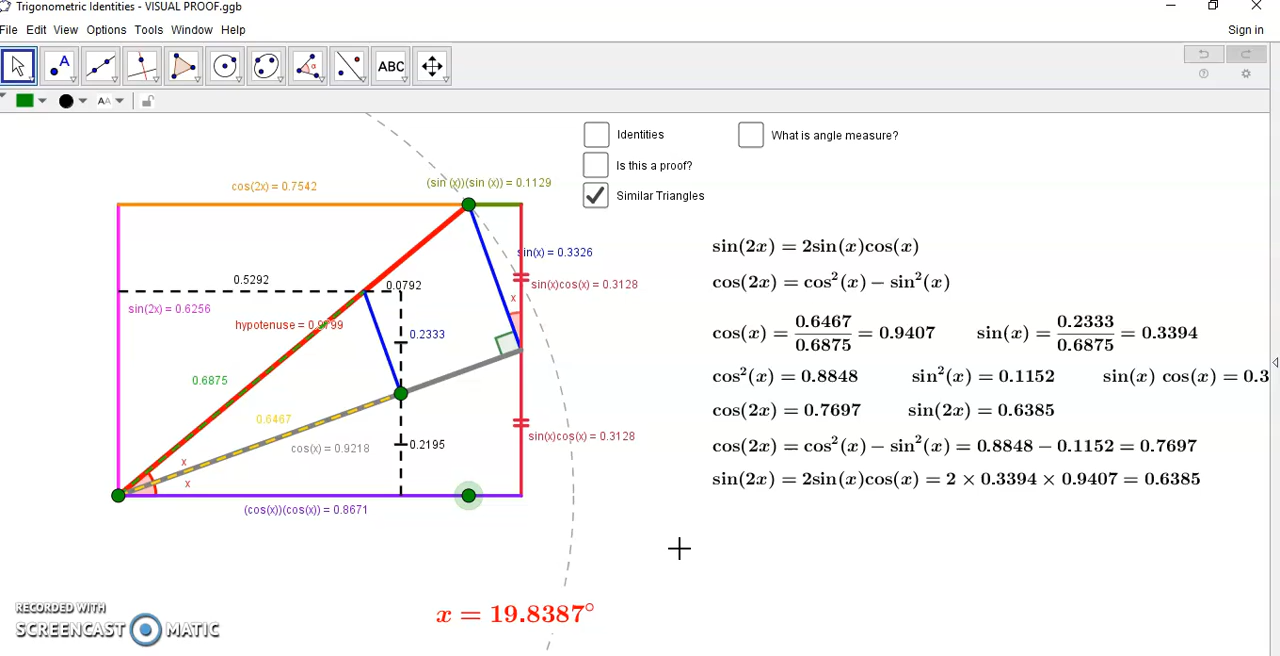 Trigonometric Identities - VISUAL PROOF.ggb
File Edit View Options Tools Window Help
Sign in
A
α
ABC
AA
Identities
What is angle measure?
Is this a proof?
Similar Triangles
cos(2x) = 0.7542
(sin (x))(sin (x)) = 0.1129
sin(x) = 0.3326
0.5292
0.0792
sin(x)cos(x) = 0.3128
x
sin(2x) = 0.6256
hypotenuse = 0.9799
0.2333
0.6875
0.6467
cos(x) = 0.9218
0.2195
sin(x)cos(x) = 0.3128
x
x
(cos(x))(cos(x)) = 0.8671
sin(2x) = 2sin(x)cos(x)
cos(2x) = cos²(x) − sin²(x)
cos(x) = 0.6467/0.6875 = 0.9407 sin(x) = 0.2333/0.6875 = 0.3394
cos²(x) = 0.8848 sin²(x) = 0.1152 sin(x) cos(x) = 0.3
cos(2x) = 0.7697 sin(2x) = 0.6385
cos(2x) = cos²(x) − sin²(x) = 0.8848 − 0.1152 = 0.7697
sin(2x) = 2sin(x)cos(x) = 2 × 0.3394 × 0.9407 = 0.6385
x = 19.8387°
RECORDED WITH
SCREENCAST MATIC